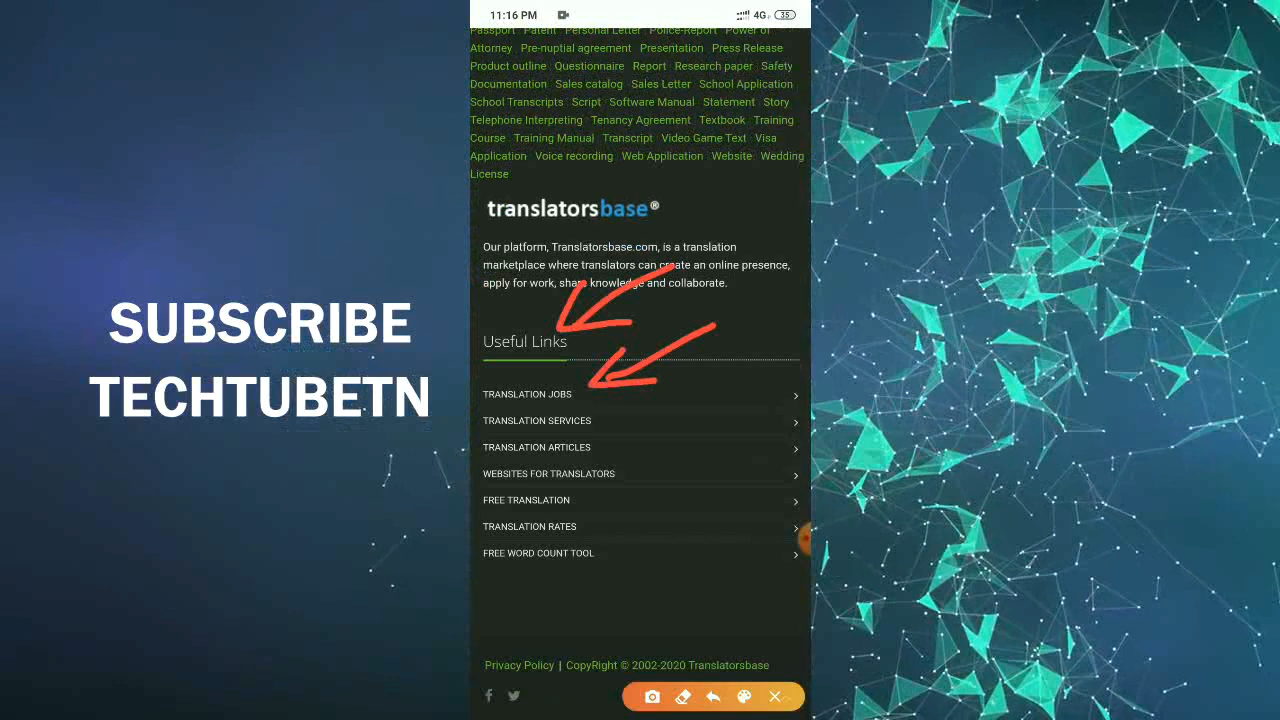 11:16 PM
4G
35
Passport Patent Personal Letter Police-Report Power of
Attorney Pre-nuptial agreement Presentation Press Release
Product outline Questionnaire Report Research paper Safety
Documentation Sales catalog Sales Letter School Application
School Transcripts Script Software Manual Statement Story
Telephone Interpreting Tenancy Agreement Textbook Training
Course Training Manual Transcript Video Game Text Visa
Application Voice recording Web Application Website Wedding
License
translatorsbase®
Our platform, Translatorsbase.com, is a translation
marketplace where translators can create an online presence,
apply for work, share knowledge and collaborate.
SUBSCRIBE
TECHTUBETN
Useful Links
TRANSLATION JOBS
TRANSLATION SERVICES
TRANSLATION ARTICLES
WEBSITES FOR TRANSLATORS
FREE TRANSLATION
TRANSLATION RATES
FREE WORD COUNT TOOL
Privacy Policy | CopyRight © 2002-2020 Translatorsbase